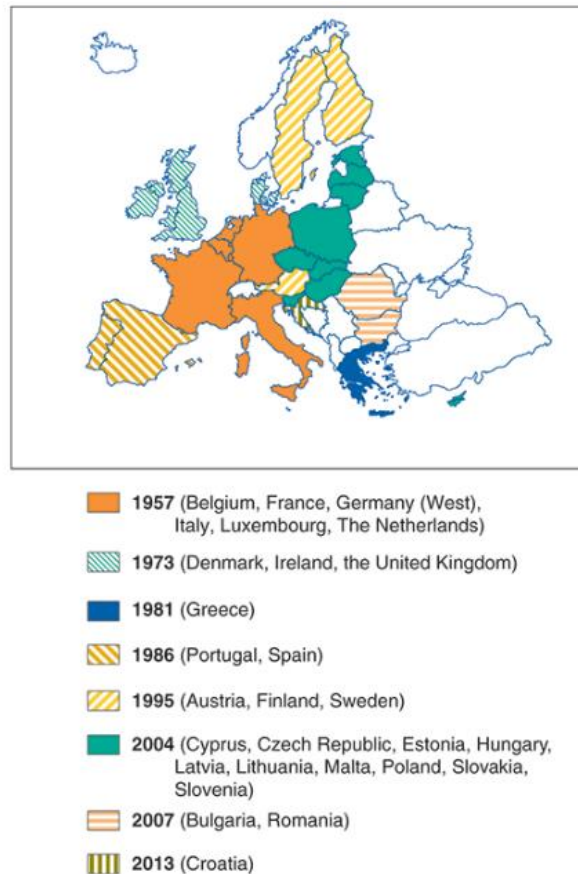 1957 (Belgium, France, Germany (West),
Italy, Luxembourg, The Netherlands)
1973 (Denmark, Ireland, the United Kingdom)
1981 (Greece)
1986 (Portugal, Spain)
1995 (Austria, Finland, Sweden)
2004 (Cyprus, Czech Republic, Estonia, Hungary,
Latvia, Lithuania, Malta, Poland, Slovakia,
Slovenia)
2007 (Bulgaria, Romania)
2013 (Croatia)